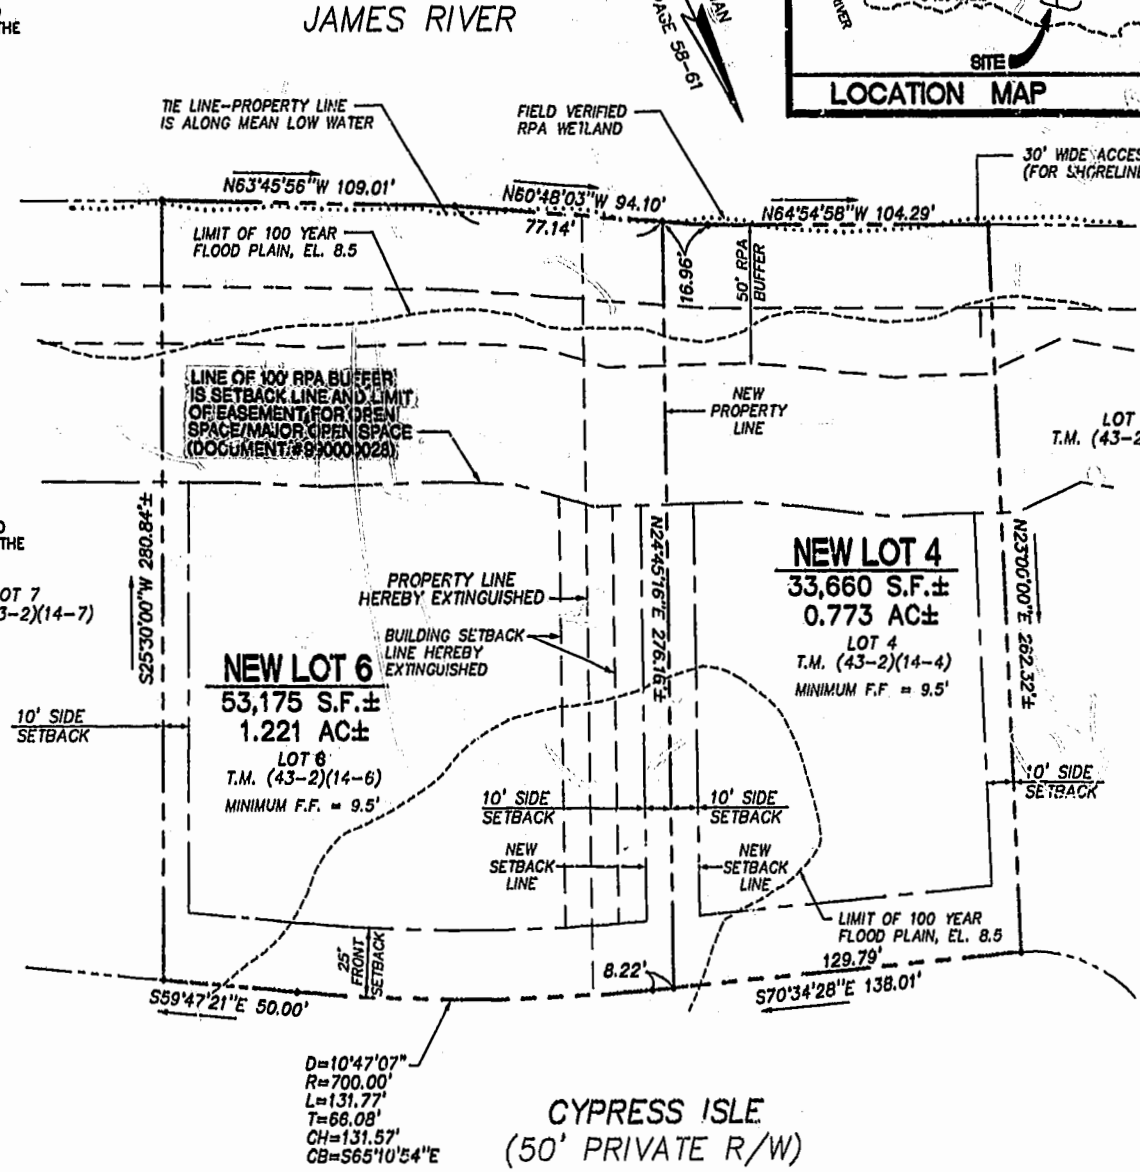 THE
JAMES RIVER
PAGE 58-61
RIVER
SITE
LOCATION MAP
TIE LINE-PROPERTY LINE
IS ALONG MEAN LOW WATER
FIELD VERIFIED
RPA WETLAND
30' WIDE ACCES
(FOR SHORELINE
N63°45'56"W 109.01'
N60°48'03"W 94.10'
77.14'
N64°54'58"W 104.29'
LIMIT OF 100 YEAR
FLOOD PLAIN, EL. 8.5
16.96'
50' RPA
BUFFER
LINE OF 100' RPA BUFFER
IS SETBACK LINE AND LIMIT
OF EASEMENT FOR OPEN
SPACE/MAJOR OPEN SPACE
NEW
PROPERTY
LINE
LOT
T.M. (43-2
THE
LOT 7
3-2)(14-7)
S25°30'00"W 280.84'±
PROPERTY LINE
HEREBY EXTINGUISHED
BUILDING SETBACK
LINE HEREBY
EXTINGUISHED
N24°45'16"E 276.16'±
NEW LOT 4
33,660 S.F.±
0.773 AC±
LOT 4
T.M. (43-2)(14-4)
MINIMUM F.F. = 9.5'
N23°00'00"E 262.32'±
NEW LOT 6
53,175 S.F.±
1.221 AC±
LOT 6
T.M. (43-2)(14-6)
MINIMUM F.F. = 9.5'
10' SIDE
SETBACK
10' SIDE
SETBACK
10' SIDE
SETBACK
10' SIDE
SETBACK
NEW
SETBACK
LINE
NEW
SETBACK
LINE
LIMIT OF 100 YEAR
FLOOD PLAIN, EL. 8.5
25'
FRONT
SETBACK
8.22'
129.79'
S59°47'21"E 50.00'
S70°34'28"E 138.01'
D=10°47'07"
R=700.00'
L=131.77'
T=66.08'
CH=131.57'
CB=S65°10'54"E
CYPRESS ISLE
(50' PRIVATE R/W)